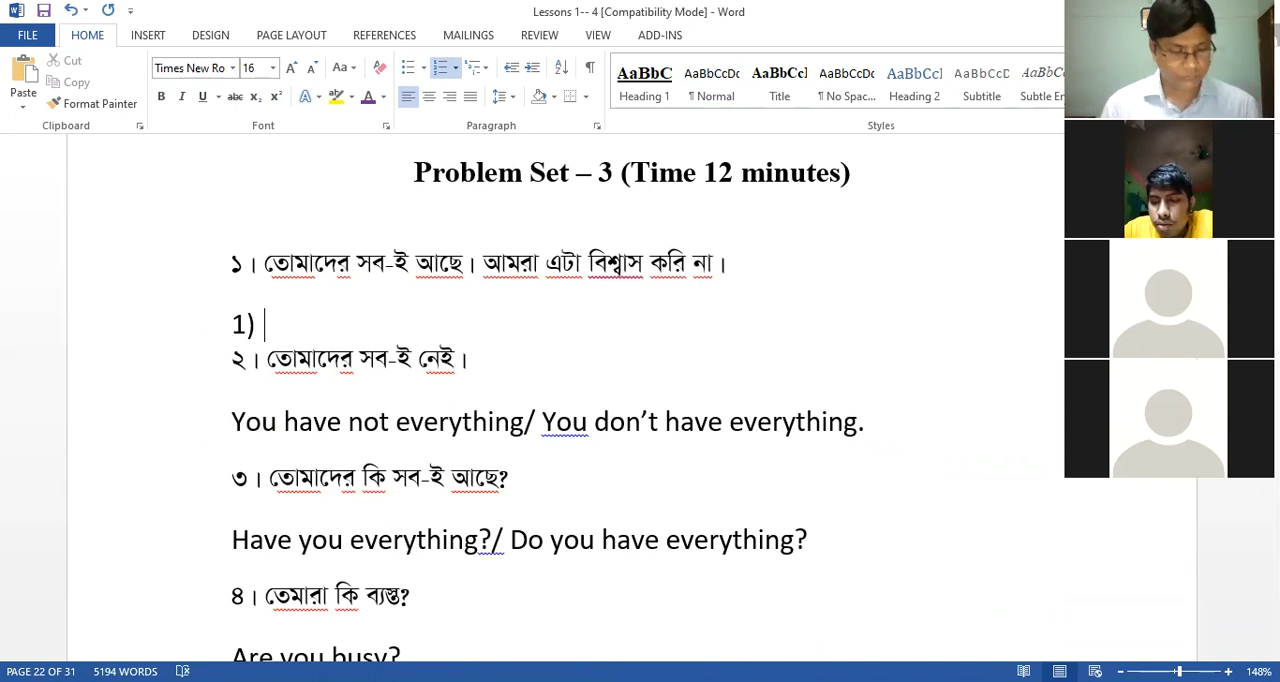 Lessons 1-- 4 [Compatibility Mode] - Word
FILE HOME INSERT DESIGN PAGE LAYOUT REFERENCES MAILINGS REVIEW VIEW ADD-INS
Cut
Copy
Format Painter
Paste
Times New Ro 16
AaBbC AaBbCcDc AaBbCcI AaBbCcDc AaBbCcI AaBbCcD AaBbCcD
Heading 1 ¶ Normal Title ¶ No Spac... Heading 2 Subtitle Subtle En
Clipboard Font Paragraph Styles
Problem Set – 3 (Time 12 minutes)
১। তোমাদের সব-ই আছে। আমরা এটা বিশ্বাস করি না।
1)
২। তোমাদের সব-ই নেই।
You have not everything/ You don’t have everything.
৩। তোমাদের কি সব-ই আছে?
Have you everything?/ Do you have everything?
৪। তেমারা কি ব্যস্ত?
Are you busy?
PAGE 22 OF 31 5194 WORDS 148%